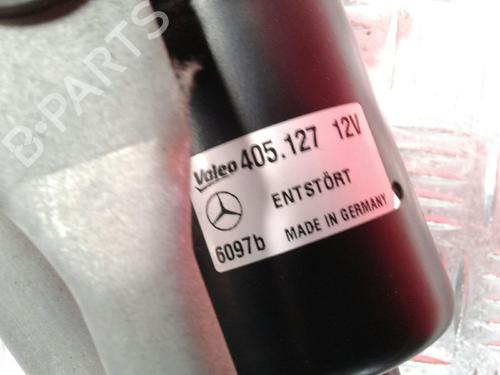 B-PARTS
Valeo 405.127 12V
ENTSTÖRT
6097b MADE IN GERMANY